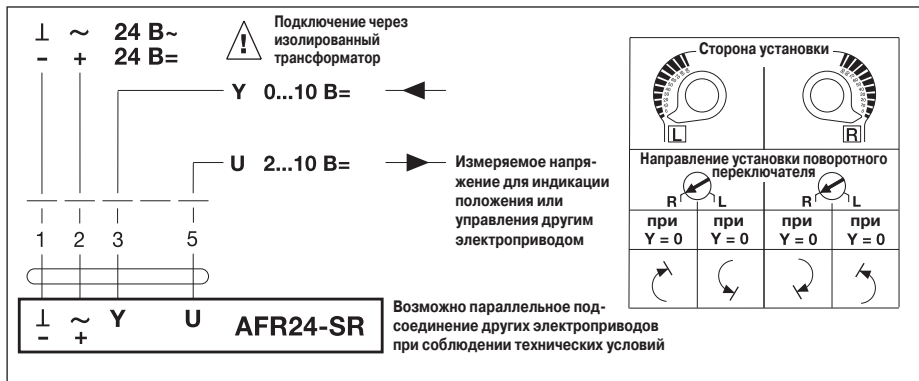 ⊥ ~ 24 В~
- + 24 В=
Подключение через
изолированный
трансформатор
Y 0...10 В=
U 2...10 В=
Измеряемое напря-
жение для индикации
положения или
управления другим
электроприводом
1 2 3 5
⊥ ~ Y U AFR24-SR
- +
Возможно параллельное под-
соединение других электроприводов
при соблюдении технических условий
Сторона установки
L R
Направление установки поворотного
переключателя
R L R L
при при при при
Y = 0 Y = 0 Y = 0 Y = 0